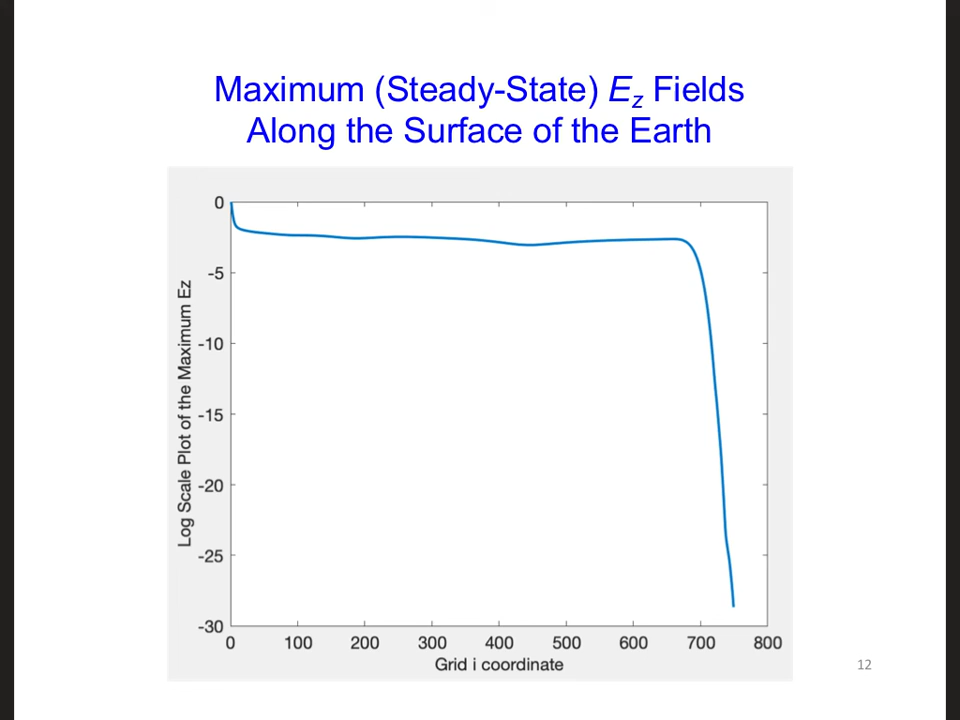 Maximum (Steady-State) Ez Fields
Along the Surface of the Earth
Log Scale Plot of the Maximum Ez
0
-5
-10
-15
-20
-25
-30
0 100 200 300 400 500 600 700 800
Grid i coordinate
12